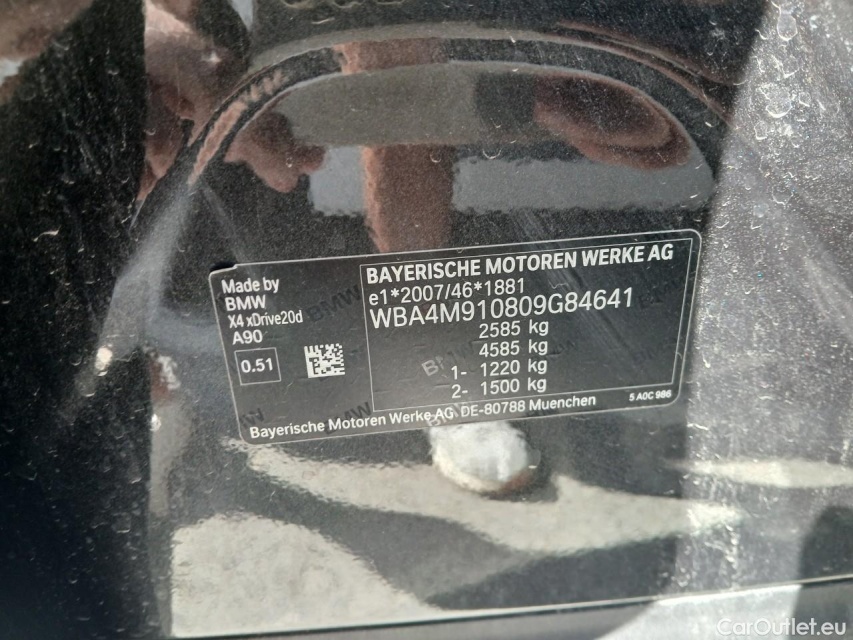 Made by
BMW
X4 xDrive20d
A90
0.51
BAYERISCHE MOTOREN WERKE AG
e1*2007/46*1881
WBA4M910809G84641
2585 kg
4585 kg
1- 1220 kg
2- 1500 kg
Bayerische Motoren Werke AG, DE-80788 Muenchen
5 A0C 986
CarOutlet.eu